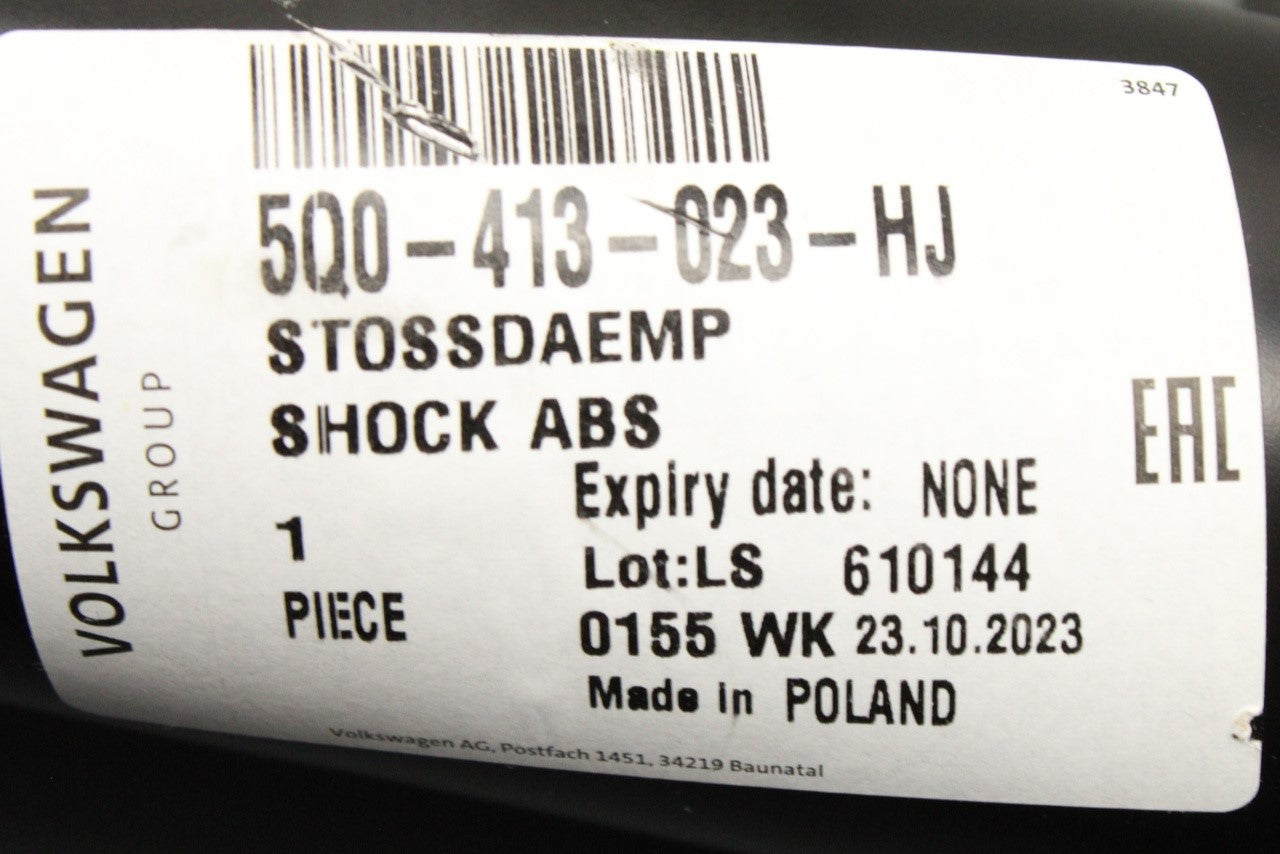 3847
5Q0-413-023-HJ
STOSSDAEMP
SHOCK ABS
VOLKSWAGEN
GROUP
EAC
Expiry date: NONE
1
Lot:LS 610144
PIECE
0155 WK 23.10.2023
Made in POLAND
Volkswagen AG, Postfach 1451, 34219 Baunatal